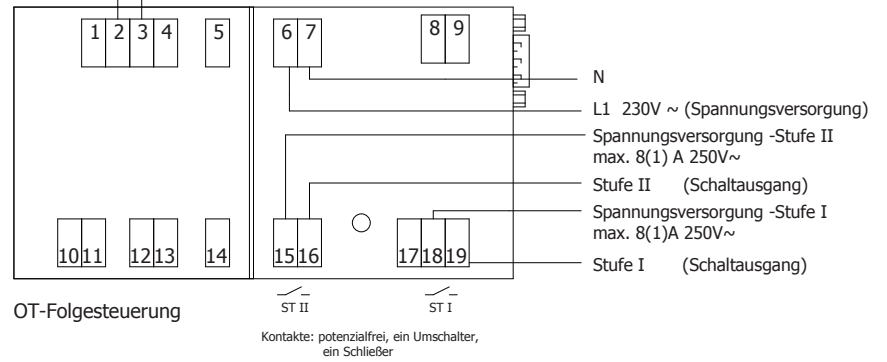 1 2 3 4 5 6 7 8 9
N
L1 230V ~ (Spannungsversorgung)
Spannungsversorgung -Stufe II
max. 8(1) A 250V~
Stufe II (Schaltausgang)
Spannungsversorgung -Stufe I
max. 8(1)A 250V~
Stufe I (Schaltausgang)
10 11 12 13 14 15 16 17 18 19
OT-Folgesteuerung
ST II ST I
Kontakte: potenzialfrei, ein Umschalter,
ein Schließer